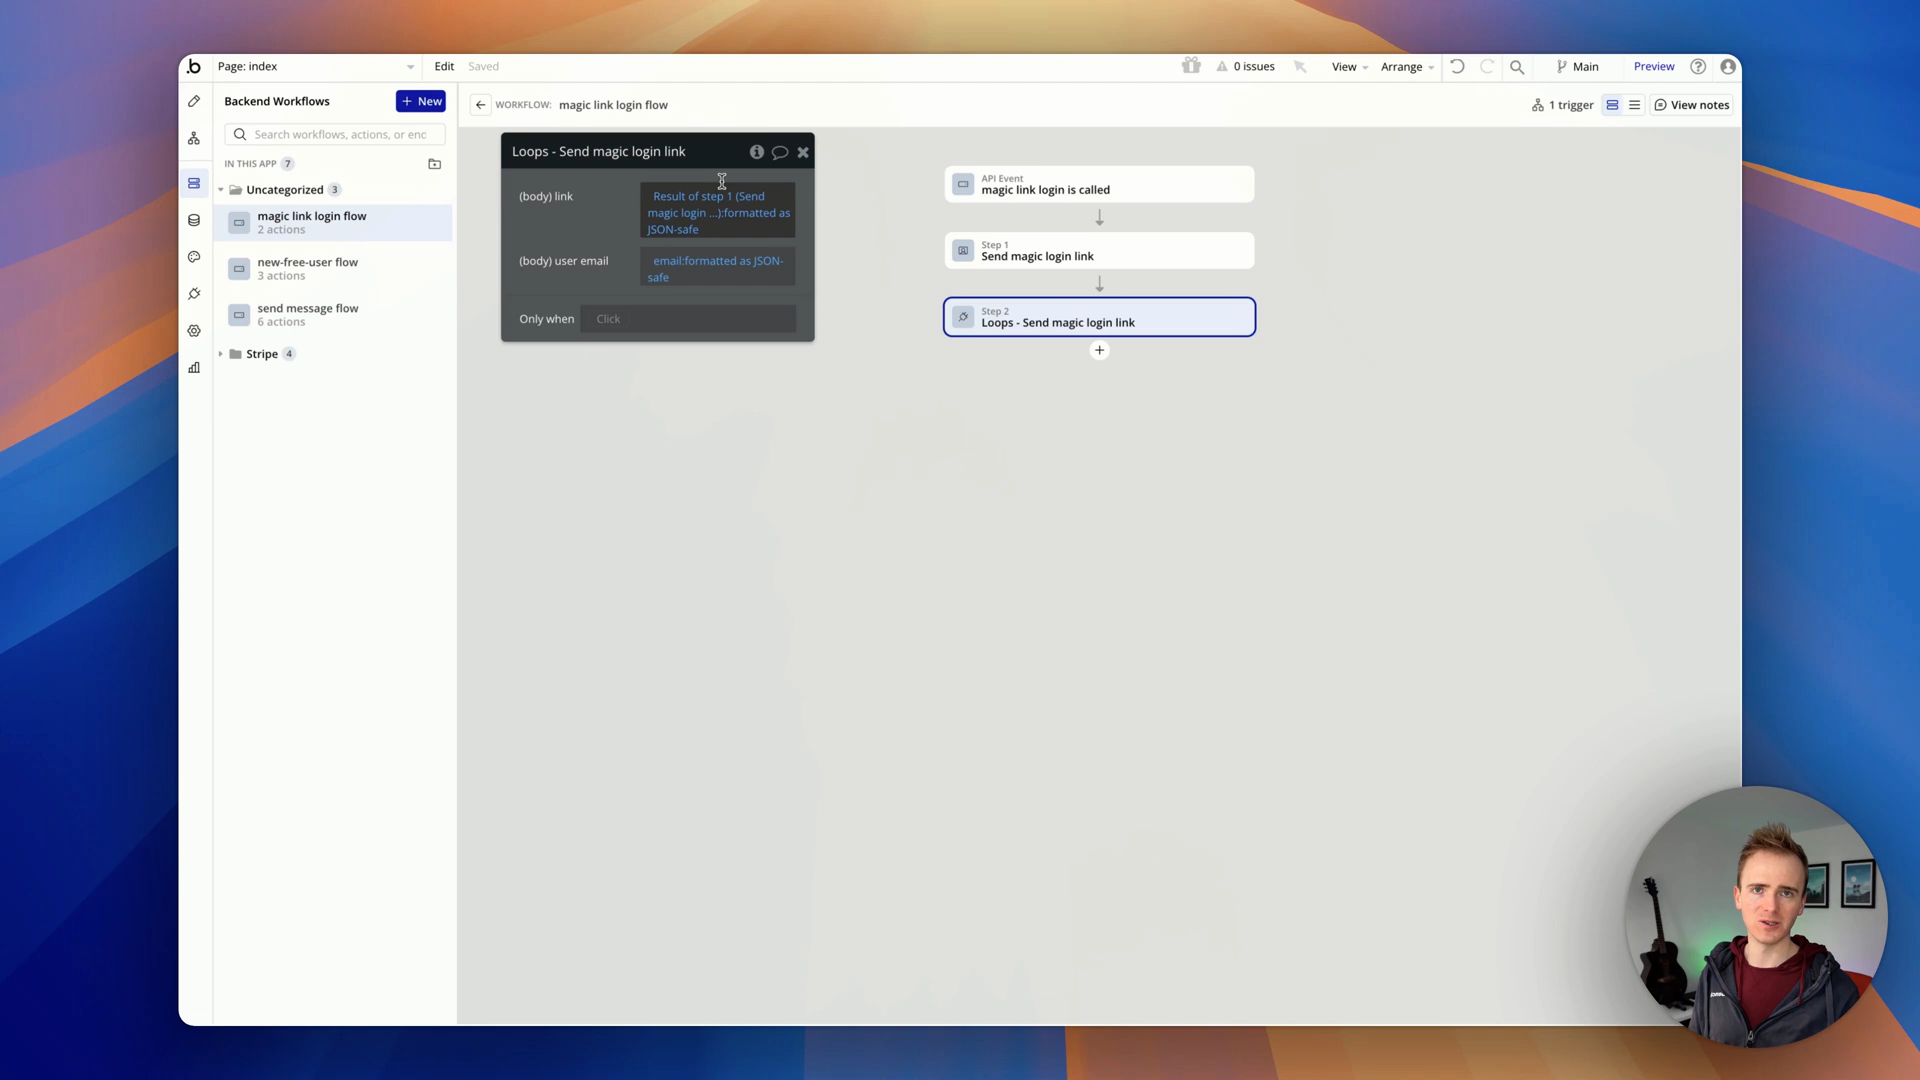 .b
Page: index
Edit
Saved
0 issues
View
Arrange
Main
Preview
Backend Workflows
+ New
Search workflows, actions, or enc
IN THIS APP 7
Uncategorized 3
magic link login flow
2 actions
new-free-user flow
3 actions
send message flow
6 actions
Stripe 4
WORKFLOW: magic link login flow
1 trigger
View notes
Loops - Send magic login link
(body) link
Result of step 1 (Send
magic login ...):formatted as
JSON-safe
(body) user email
email:formatted as JSON-
safe
Only when
Click
API Event
magic link login is called
Step 1
Send magic login link
Step 2
Loops - Send magic login link